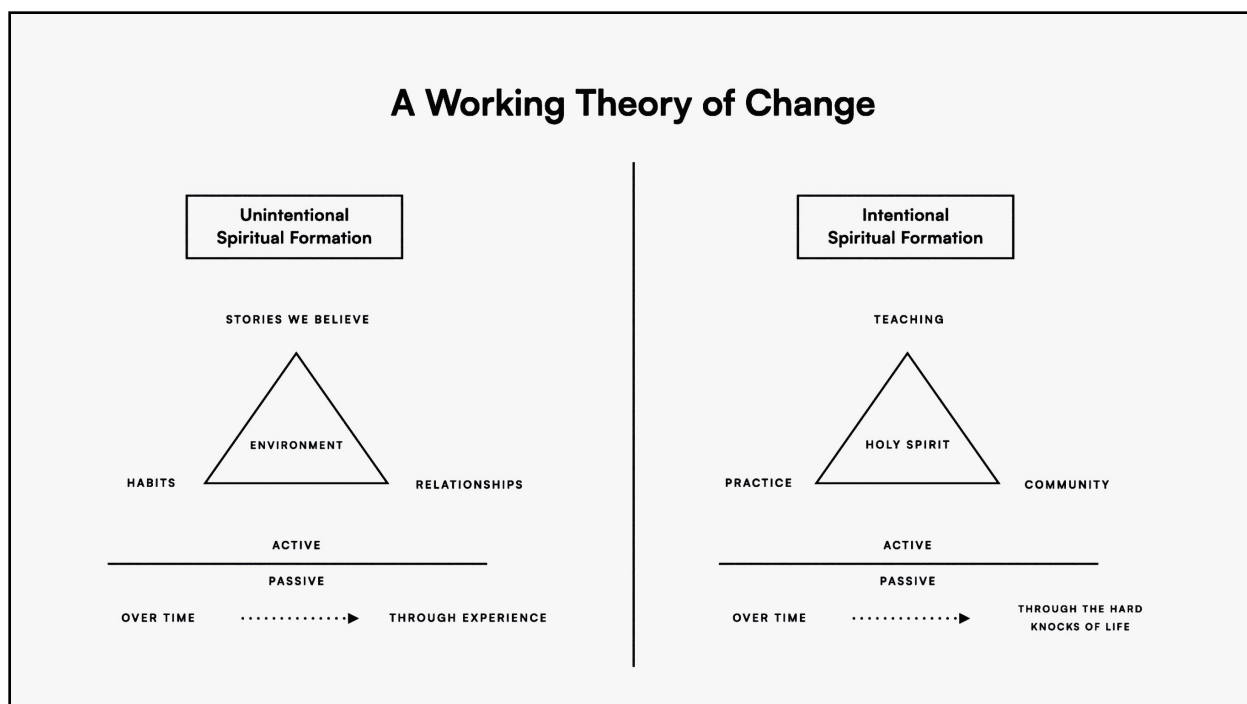 A Working Theory of Change
Unintentional
Spiritual Formation
STORIES WE BELIEVE
ENVIRONMENT
HABITS
RELATIONSHIPS
ACTIVE
PASSIVE
OVER TIME
THROUGH EXPERIENCE
Intentional
Spiritual Formation
TEACHING
HOLY SPIRIT
PRACTICE
COMMUNITY
ACTIVE
PASSIVE
OVER TIME
THROUGH THE HARD
KNOCKS OF LIFE